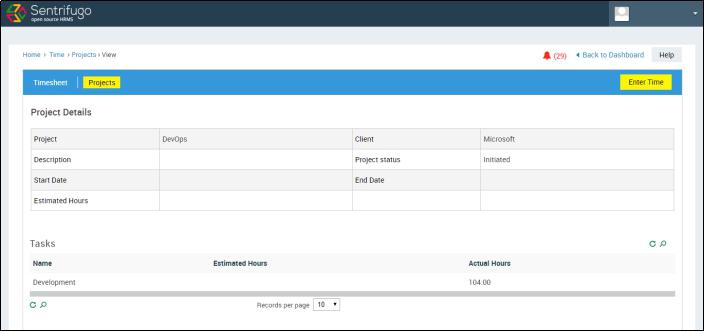 Sentrifugo
open source HRMS
Home › Time › Projects › View
(29) Back to Dashboard Help
Timesheet Projects Enter Time
Project Details
Project DevOps Client Microsoft
Description Project status Initiated
Start Date End Date
Estimated Hours
Tasks
Name Estimated Hours Actual Hours
Development 104:00
Records per page 10